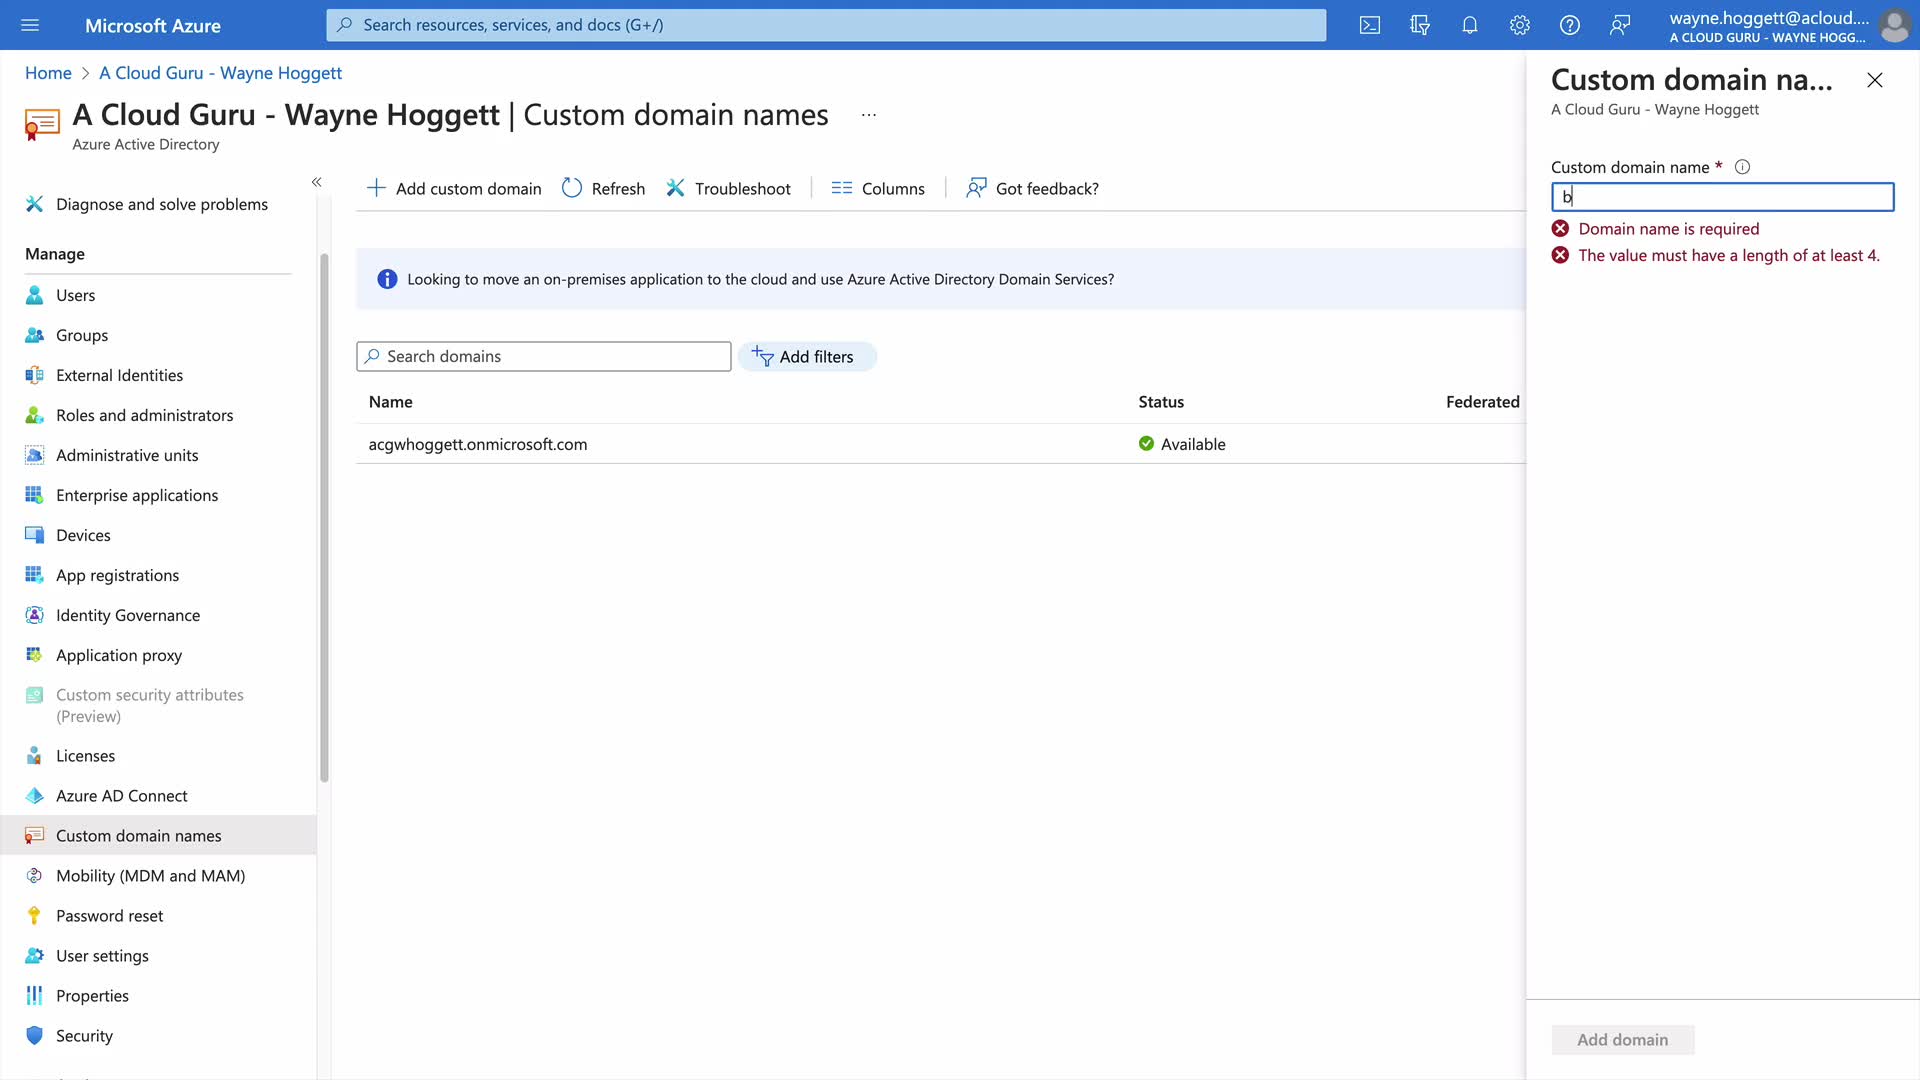 Microsoft Azure
Search resources, services, and docs (G+/)
wayne.hoggett@acloud....
A CLOUD GURU - WAYNE HOGG...
Home > A Cloud Guru - Wayne Hoggett
A Cloud Guru - Wayne Hoggett | Custom domain names ...
Azure Active Directory
«
Diagnose and solve problems
Manage
Users
Groups
External Identities
Roles and administrators
Administrative units
Enterprise applications
Devices
App registrations
Identity Governance
Application proxy
Custom security attributes
(Preview)
Licenses
Azure AD Connect
Custom domain names
Mobility (MDM and MAM)
Password reset
User settings
Properties
Security
Add custom domain Refresh Troubleshoot Columns Got feedback?
Looking to move an on-premises application to the cloud and use Azure Active Directory Domain Services?
Search domains Add filters
Name Status Federated
acgwhoggett.onmicrosoft.com Available
Custom domain na...
A Cloud Guru - Wayne Hoggett
Custom domain name *
b
Domain name is required
The value must have a length of at least 4.
Add domain